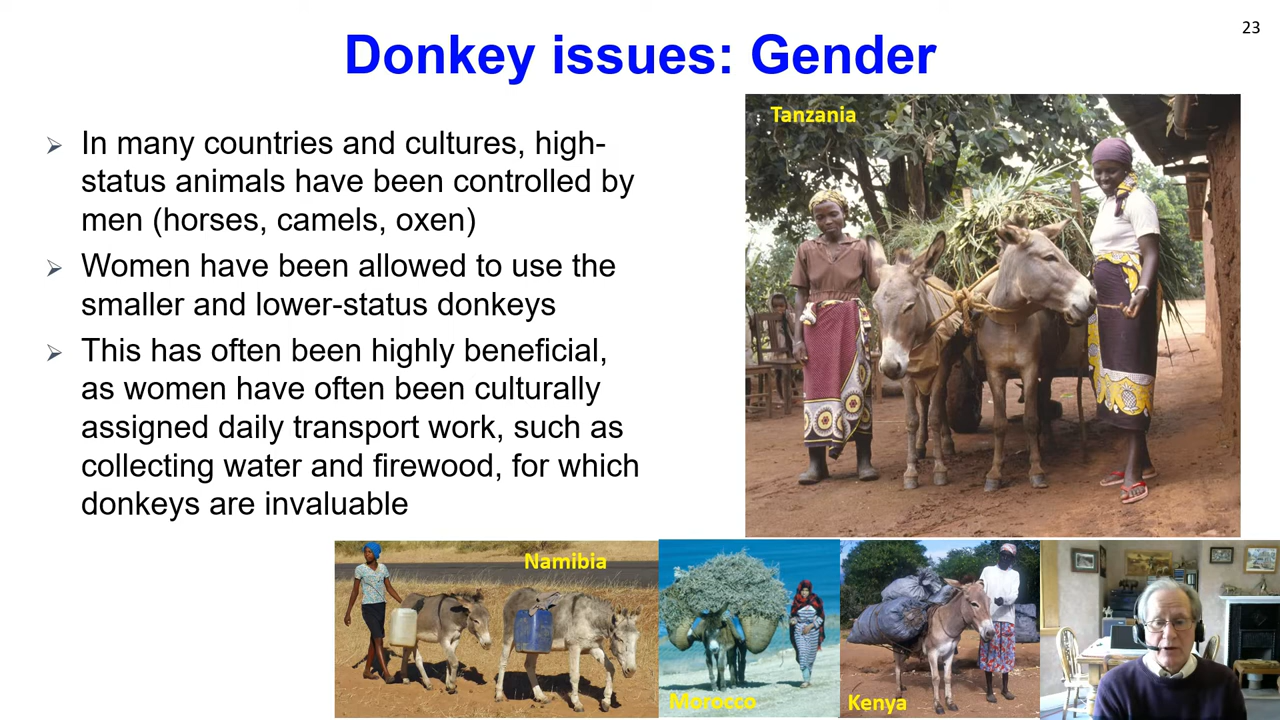 23
Donkey issues: Gender
In many countries and cultures, high-
status animals have been controlled by
men (horses, camels, oxen)
Women have been allowed to use the
smaller and lower-status donkeys
This has often been highly beneficial,
as women have often been culturally
assigned daily transport work, such as
collecting water and firewood, for which
donkeys are invaluable
Tanzania
Namibia
Morocco
Kenya